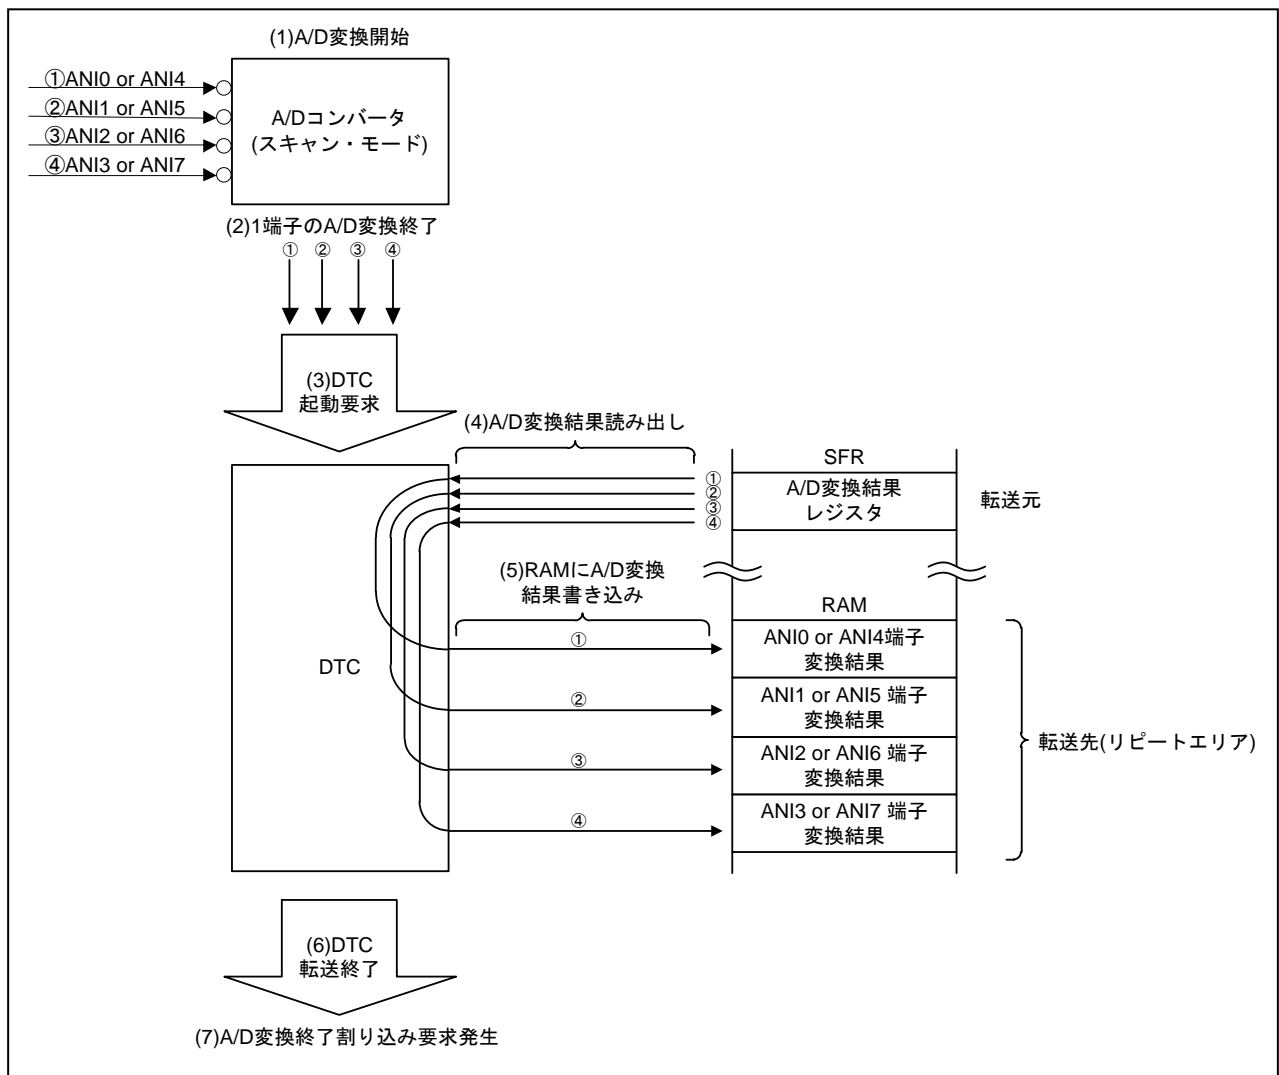 (1)A/D変換開始
①ANI0 or ANI4
②ANI1 or ANI5
③ANI2 or ANI6
④ANI3 or ANI7
A/Dコンバータ
(スキャン・モード)
(2)1端子のA/D変換終了
① ② ③ ④
(3)DTC
起動要求
(4)A/D変換結果読み出し
SFR
①
②
③
④
A/D変換結果
レジスタ
転送元
(5)RAMにA/D変換
結果書き込み
RAM
DTC
①
ANI0 or ANI4端子
変換結果
②
ANI1 or ANI5 端子
変換結果
③
ANI2 or ANI6 端子
変換結果
④
ANI3 or ANI7 端子
変換結果
転送先(リピートエリア)
(6)DTC
転送終了
(7)A/D変換終了割り込み要求発生